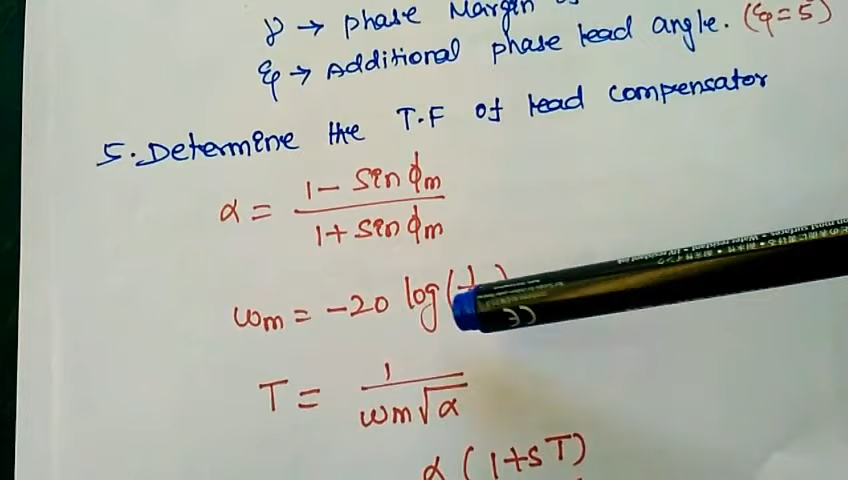 γ → phase Margin
ξ → Additional phase lead angle. (ξ=5)
5. Determine the T.F of lead compensator
α = 1 - sin ϕm / 1 + sin ϕm
ωm = -20 log(1
T = 1 / ωm√α
α (1+sT)